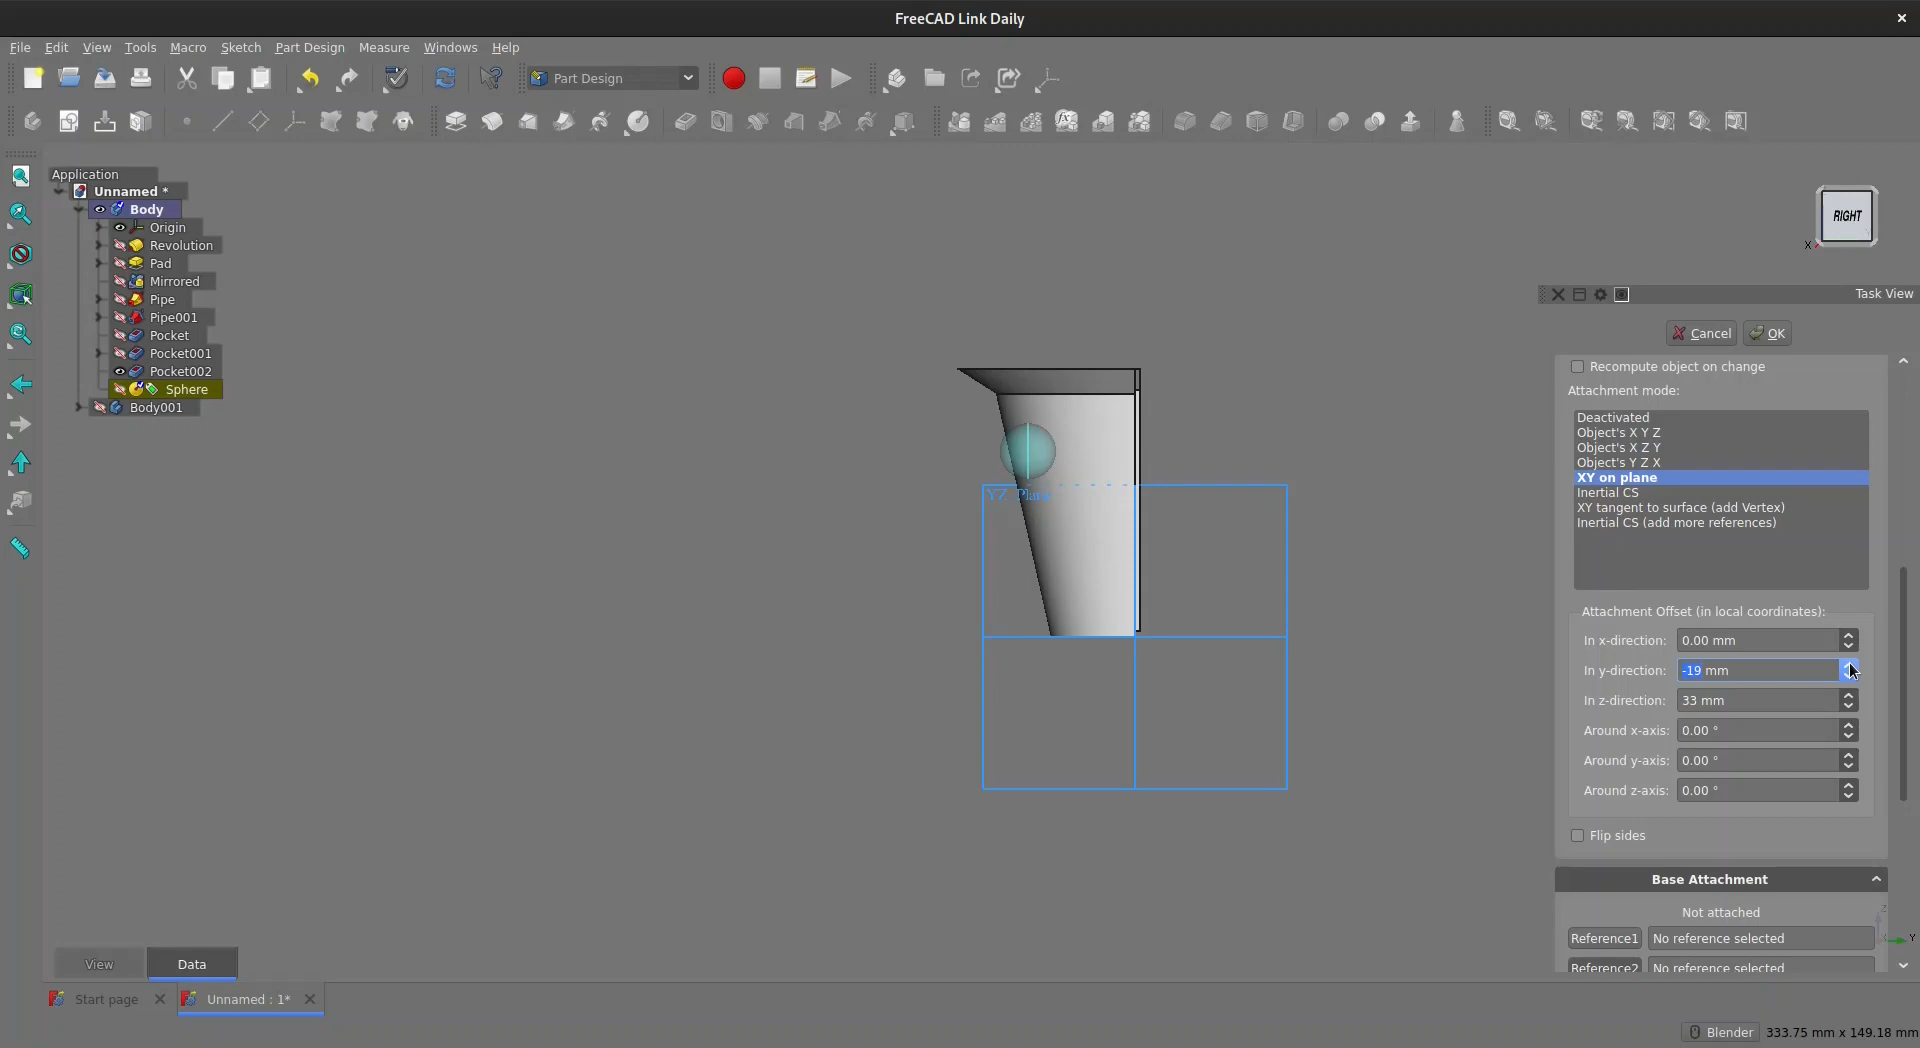 FreeCAD Link Daily
File Edit View Tools Macro Sketch Part Design Measure Windows Help
Part Design
Application
Unnamed *
Body
Origin
Revolution
Pad
Mirrored
Pipe
Pipe001
Pocket
Pocket001
Pocket002
Sphere
Body001
RIGHT
X
YZ_Plane
Task View
Cancel OK
Recompute object on change
Attachment mode:
Deactivated
Object's X Y Z
Object's X Z Y
Object's Y Z X
XY on plane
Inertial CS
XY tangent to surface (add Vertex)
Inertial CS (add more references)
Attachment Offset (in local coordinates):
In x-direction: 0.00 mm
In y-direction: -19 mm
In z-direction: 33 mm
Around x-axis: 0.00 °
Around y-axis: 0.00 °
Around z-axis: 0.00 °
Flip sides
Base Attachment
Not attached
Z
Reference1 No reference selected
Y
Reference2 No reference selected
View Data
Start page Unnamed : 1*
Blender 333.75 mm x 149.18 mm